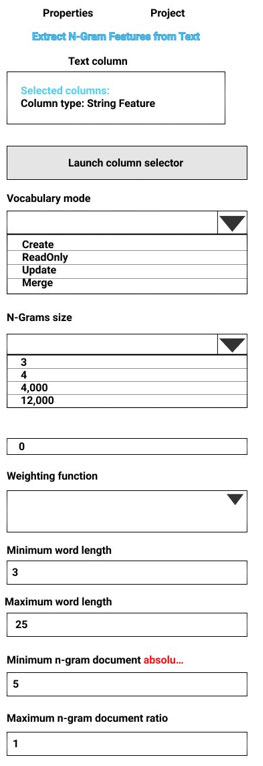 Properties Project
Extract N-Gram Features from Text
Text column
Selected columns:
Column type: String Feature
Launch column selector
Vocabulary mode
Create
ReadOnly
Update
Merge
N-Grams size
3
4
4,000
12,000
0
Weighting function
Minimum word length
3
Maximum word length
25
Minimum n-gram document absolu...
5
Maximum n-gram document ratio
1